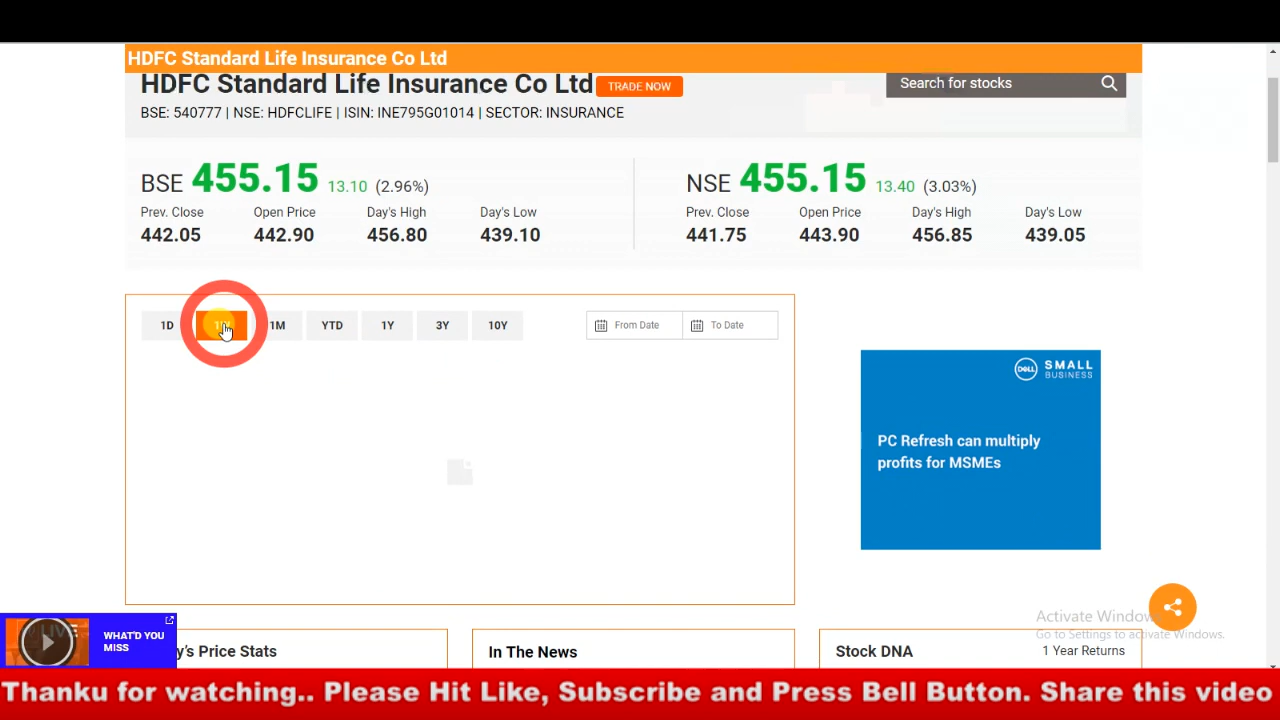 HDFC Standard Life Insurance Co Ltd
HDFC Standard Life Insurance Co Ltd TRADE NOW
Search for stocks
BSE: 540777 | NSE: HDFCLIFE | ISIN: INE795G01014 | SECTOR: INSURANCE
BSE 455.15 13.10 (2.96%)
Prev. Close Open Price Day's High Day's Low
442.05 442.90 456.80 439.10
NSE 455.15 13.40 (3.03%)
Prev. Close Open Price Day's High Day's Low
441.75 443.90 456.85 439.05
1D 1M YTD 1Y 3Y 10Y From Date To Date
DELL SMALL
BUSINESS
PC Refresh can multiply
profits for MSMEs
Activate Windows
Go to Settings to activate Windows.
LIVE
WHAT'D YOU
MISS
y's Price Stats
In The News
Stock DNA
1 Year Returns
Thanku for watching.. Please Hit Like, Subscribe and Press Bell Button. Share this video